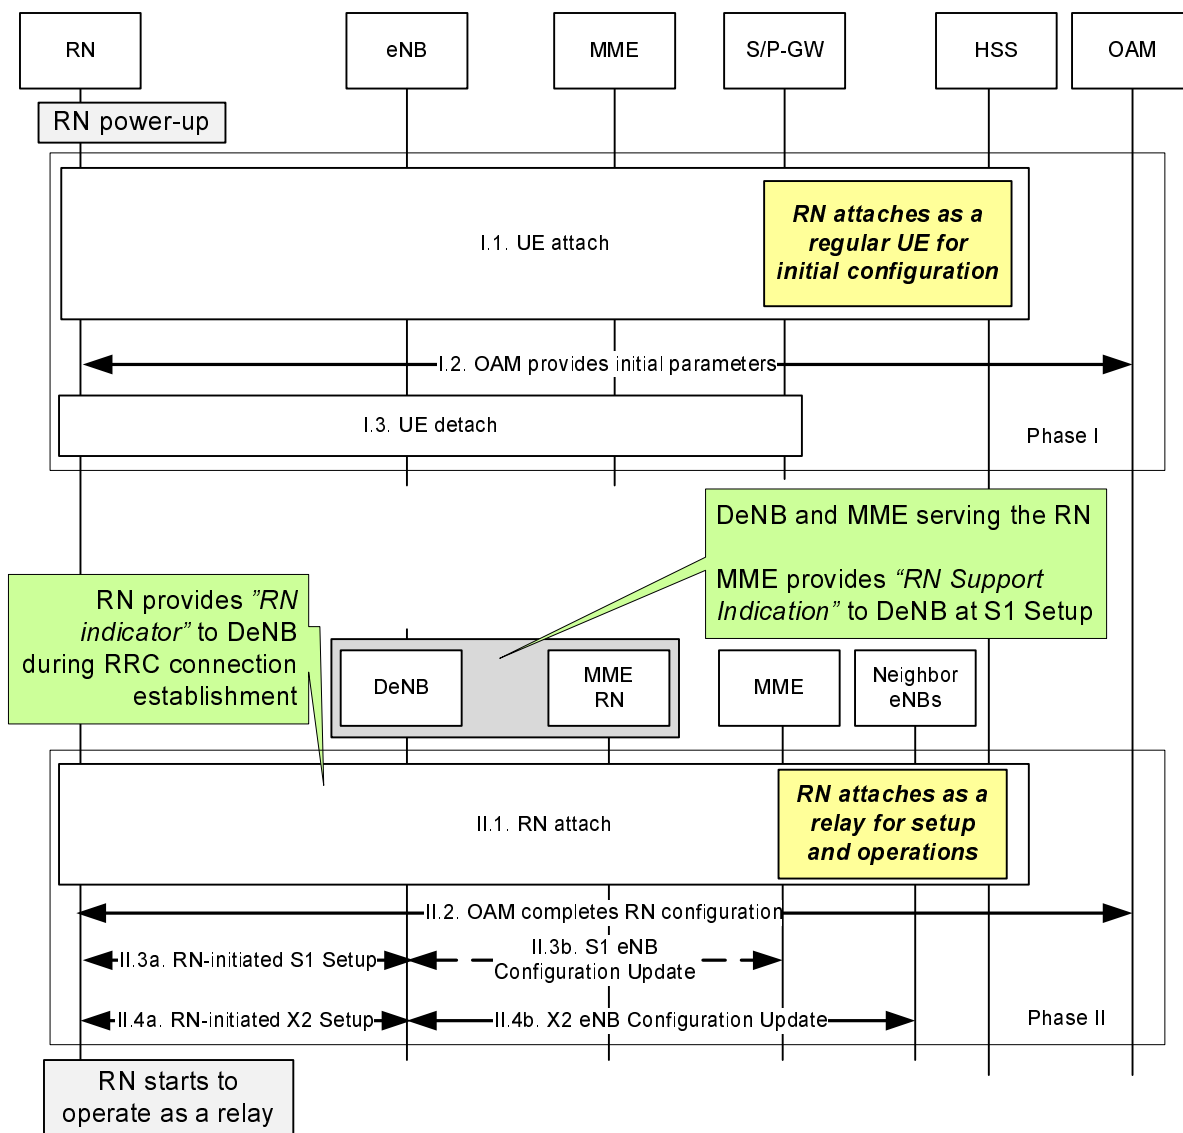 RN
eNB
MME
S/P-GW
HSS
OAM
RN power-up
I.1. UE attach
RN attaches as a
regular UE for
initial configuration
I.2. OAM provides initial parameters
I.3. UE detach
Phase I
DeNB and MME serving the RN
MME provides “RN Support
Indication” to DeNB at S1 Setup
RN provides ”RN
indicator” to DeNB
during RRC connection
establishment
DeNB
MME
RN
MME
Neighbor
eNBs
II.1. RN attach
RN attaches as a
relay for setup
and operations
II.2. OAM completes RN configuration
II.3a. RN-initiated S1 Setup
II.3b. S1 eNB
Configuration Update
II.4a. RN-initiated X2 Setup
II.4b. X2 eNB Configuration Update
Phase II
RN starts to
operate as a relay